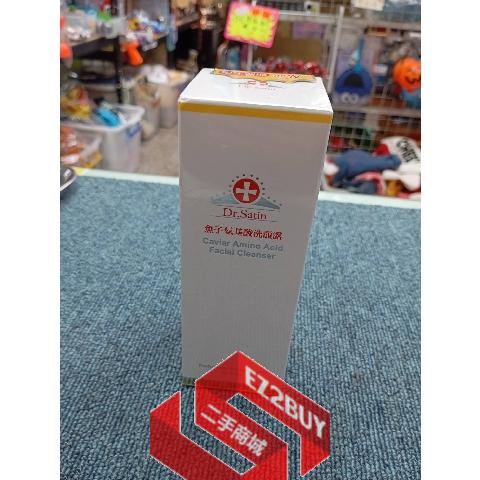 Dr.Satin
魚子氨基酸洗顏露
Caviar Amino Acid
Facial Cleanser
EZ2BUY
二手商城